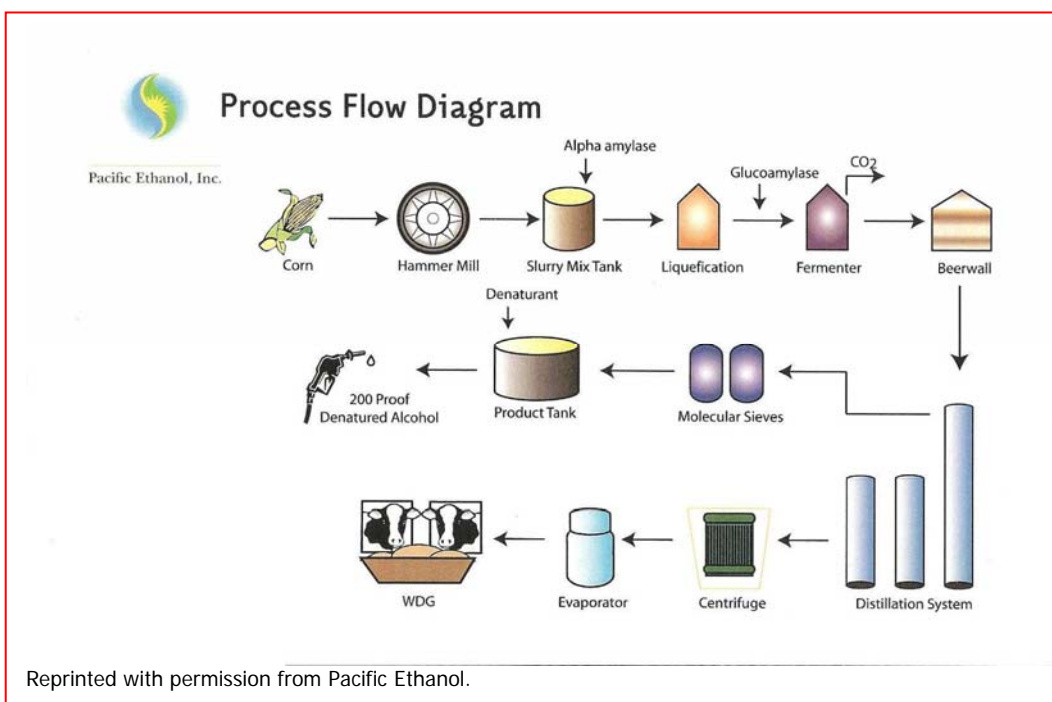 Process Flow Diagram
Pacific Ethanol, Inc.
Alpha amylase
Glucoamylase
CO2
Corn
Hammer Mill
Slurry Mix Tank
Liquefication
Fermenter
Beerwall
Denaturant
200 Proof
Denatured Alcohol
Product Tank
Molecular Sieves
WDG
Evaporator
Centrifuge
Distillation System
Reprinted with permission from Pacific Ethanol.